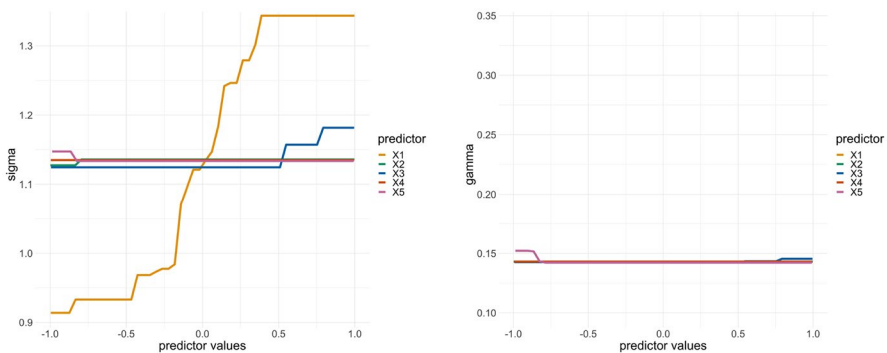 sigma
1.3
1.2
1.1
1.0
0.9
-1.0 -0.5 0.0 0.5 1.0
predictor values
predictor
X1
X2
X3
X4
X5
gamma
0.35
0.30
0.25
0.20
0.15
0.10
-1.0 -0.5 0.0 0.5 1.0
predictor values
predictor
X1
X2
X3
X4
X5